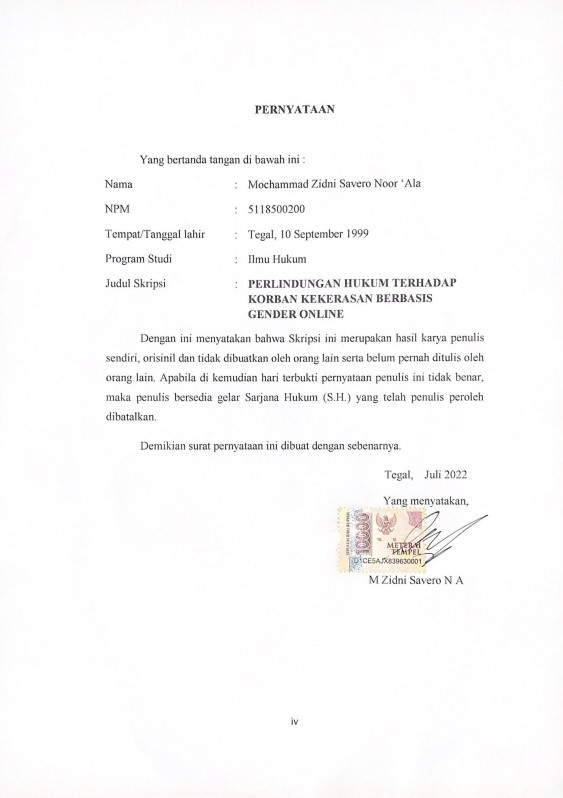 PERNYATAAN
Yang bertanda tangan di bawah ini :
Nama : Mochammad Zidni Savero Noor ‘Ala
NPM : 5118500200
Tempat/Tanggal lahir : Tegal, 10 September 1999
Program Studi : Ilmu Hukum
Judul Skripsi : PERLINDUNGAN HUKUM TERHADAP
KORBAN KEKERASAN BERBASIS
GENDER ONLINE
Dengan ini menyatakan bahwa Skripsi ini merupakan hasil karya penulis
sendiri, orisinil dan tidak dibuatkan oleh orang lain serta belum pernah ditulis oleh
orang lain. Apabila di kemudian hari terbukti pernyataan penulis ini tidak benar,
maka penulis bersedia gelar Sarjana Hukum (S.H.) yang telah penulis peroleh
dibatalkan.
Demikian surat pernyataan ini dibuat dengan sebenarnya.
Tegal, Juli 2022
Yang menyatakan,
10000
METERAI
TEMPEL
D1CE5AJX839630001
M Zidni Savero N A
iv